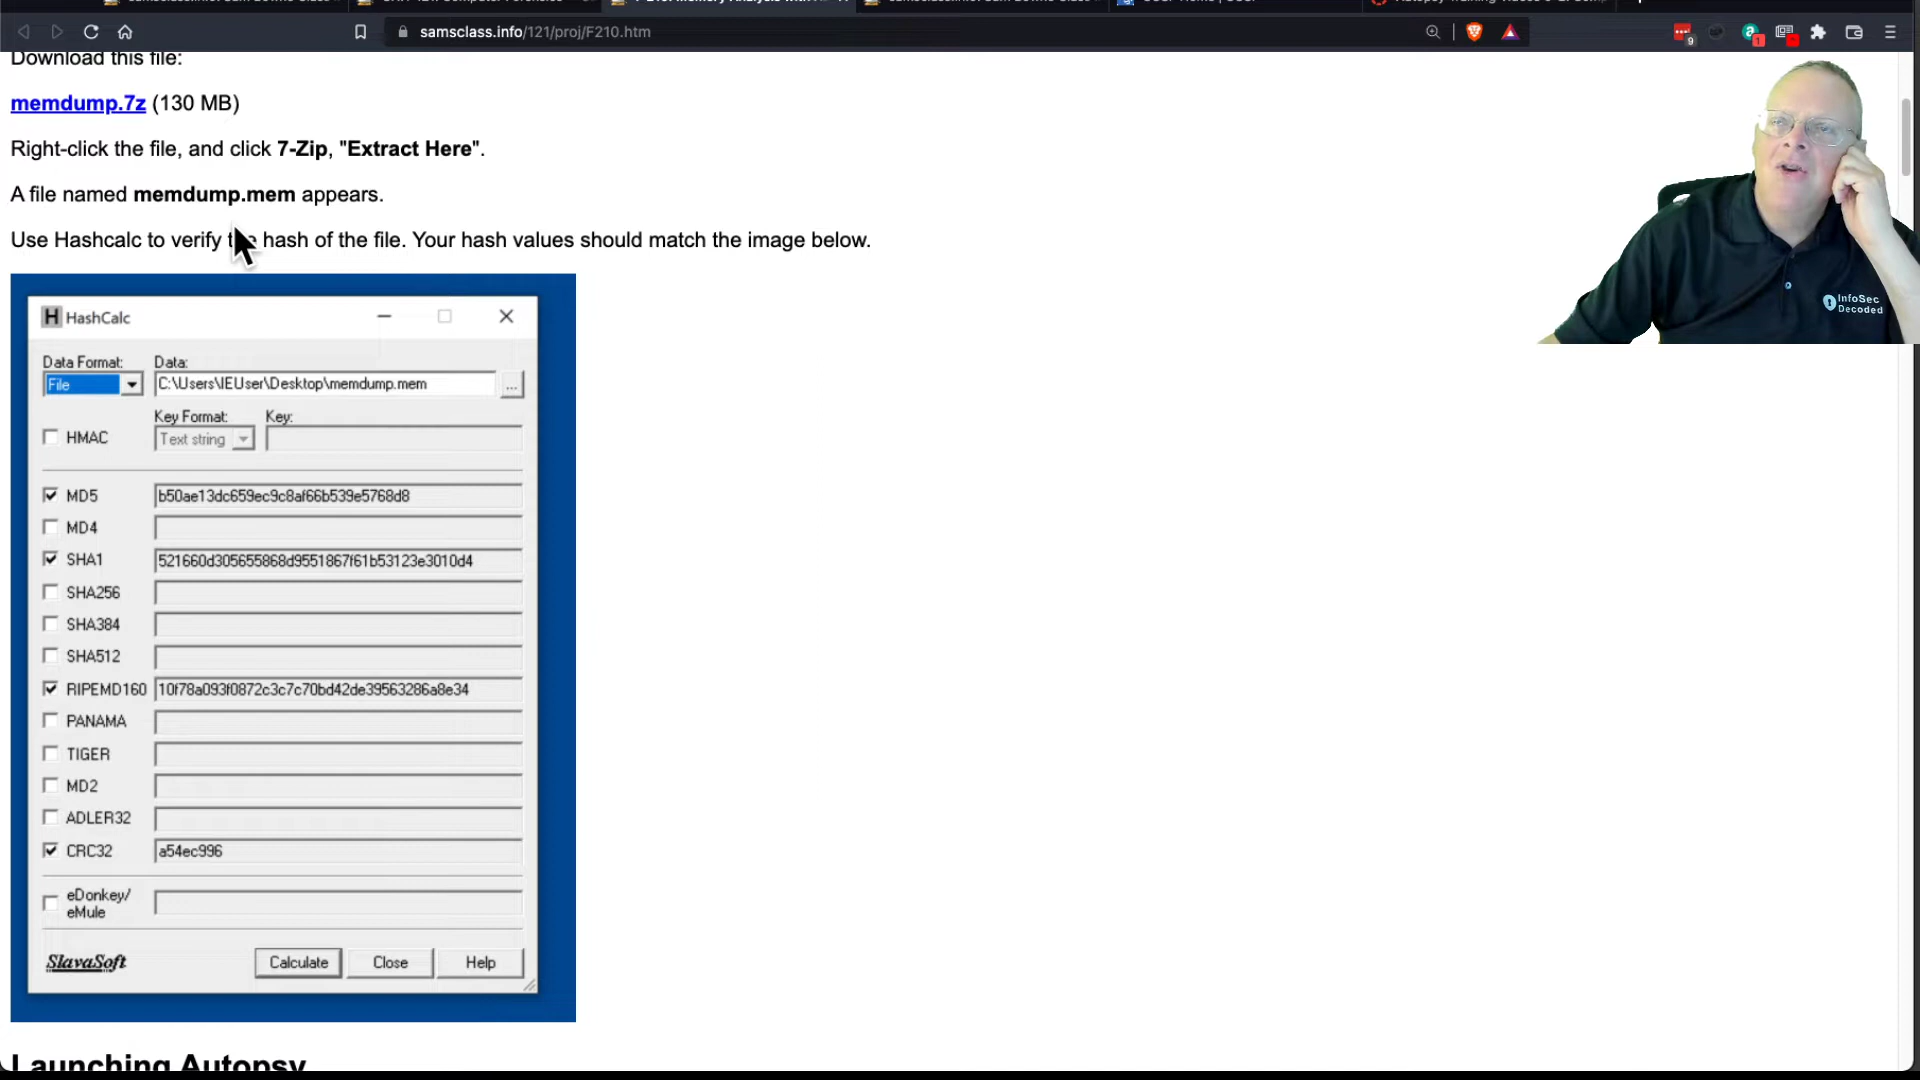 samsclass.info/121/proj/F210.htm
9
1
Download this file:
memdump.7z (130 MB)
Right-click the file, and click 7-Zip, "Extract Here".
A file named memdump.mem appears.
Use Hashcalc to verify the hash of the file. Your hash values should match the image below.
InfoSec
Decoded
H HashCalc
Data Format: Data:
File C:\Users\IEUser\Desktop\memdump.mem ...
Key Format: Key:
HMAC Text string
MD5 b50ae13dc659ec9c8af66b539e5768d8
MD4
SHA1 521660d305655868d9551867f61b53123e3010d4
SHA256
SHA384
SHA512
RIPEMD160 10f78a093f0872c3c7c70bd42de39563286a8e34
PANAMA
TIGER
MD2
ADLER32
CRC32 a54ec996
eDonkey/
eMule
SlavaSoft Calculate Close Help
Launching Autopsy